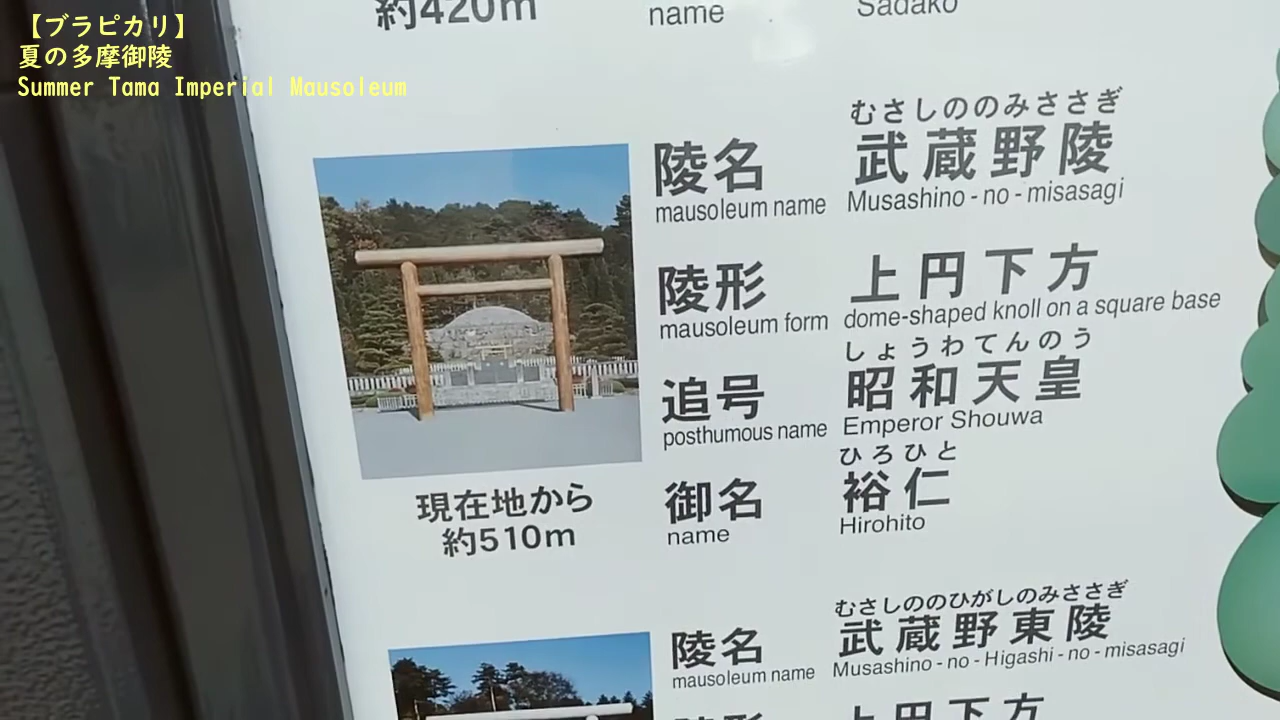 【ブラピカリ】
夏の多摩御陵
Summer Tama Imperial Mausoleum
約420m
name
Sadako
むさしののみささぎ
陵名 武蔵野陵
mausoleum name Musashino - no - misasagi
陵形 上円下方
mausoleum form dome-shaped knoll on a square base
しょうわてんのう
追号 昭和天皇
posthumous name Emperor Shouwa
ひろひと
御名 裕仁
name Hirohito
現在地から
約510m
むさしののひがしのみささぎ
陵名 武蔵野東陵
mausoleum name Musashino - no - Higashi - no - misasagi
陵形 上円下方